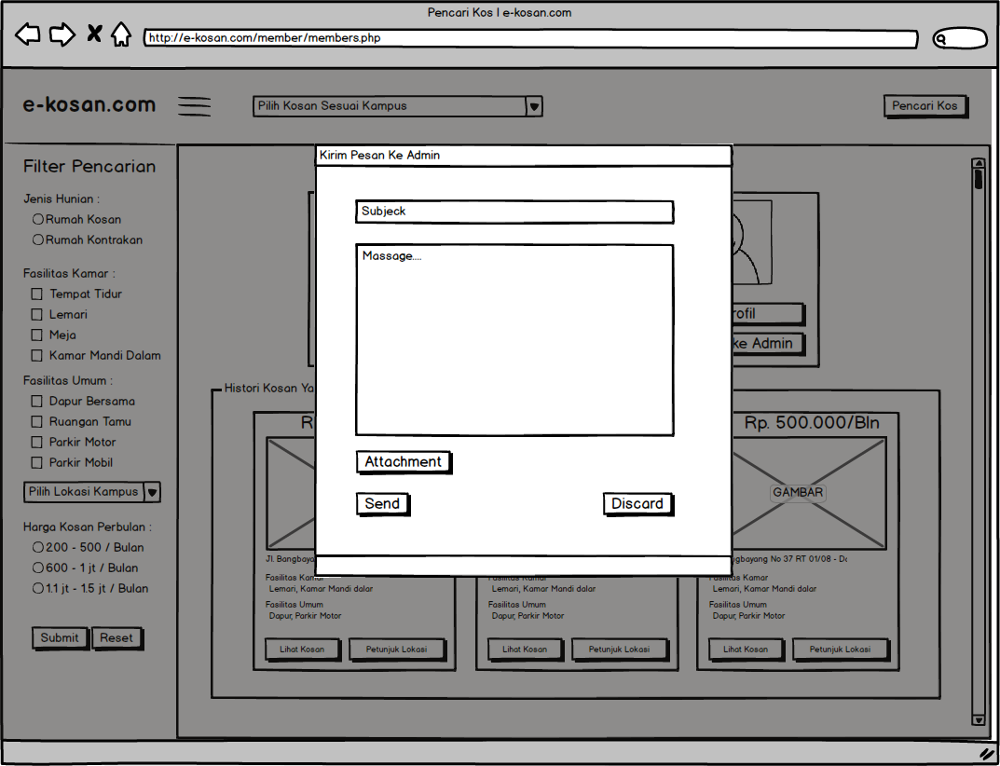 Pencari Kos | e-kosan.com
http://e-kosan.com/member/members.php
e-kosan.com
Pilih Kosan Sesuai Kampus
Pencari Kos
Filter Pencarian
Jenis Hunian :
Rumah Kosan
Rumah Kontrakan
Fasilitas Kamar :
Tempat Tidur
Lemari
Meja
Kamar Mandi Dalam
Fasilitas Umum :
Dapur Bersama
Ruangan Tamu
Parkir Motor
Parkir Mobil
Pilih Lokasi Kampus
Harga Kosan Perbulan :
200 - 500 / Bulan
600 - 1 jt / Bulan
1.1 jt - 1.5 jt / Bulan
Submit Reset
Kirim Pesan Ke Admin
Subjeck
Massage....
Attachment
Send Discard
rofil
ke Admin
Histori Kosan Ya
R
Rp. 500.000/Bln
GAMBAR
Jl. Bangbaya
gbayang No 37 RT 01/08 - Do
Fasilitas Kamar
Lemari, Kamar Mandi dalar
Fasilitas Umum
Dapur, Parkir Motor
Lihat Kosan Petunjuk Lokasi
Fasilitas Kamar
Lemari, Kamar Mandi dalar
Fasilitas Umum
Dapur, Parkir Motor
Lihat Kosan Petunjuk Lokasi
Fasilitas Kamar
Lemari, Kamar Mandi dalar
Fasilitas Umum
Dapur, Parkir Motor
Lihat Kosan Petunjuk Lokasi